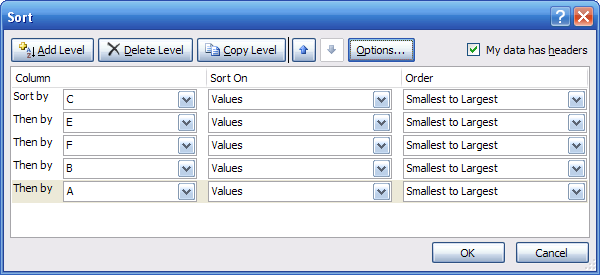 Sort
Add Level Delete Level Copy Level Options... My data has headers
Column Sort On Order
Sort by C Values Smallest to Largest
Then by E Values Smallest to Largest
Then by F Values Smallest to Largest
Then by B Values Smallest to Largest
Then by A Values Smallest to Largest
OK Cancel